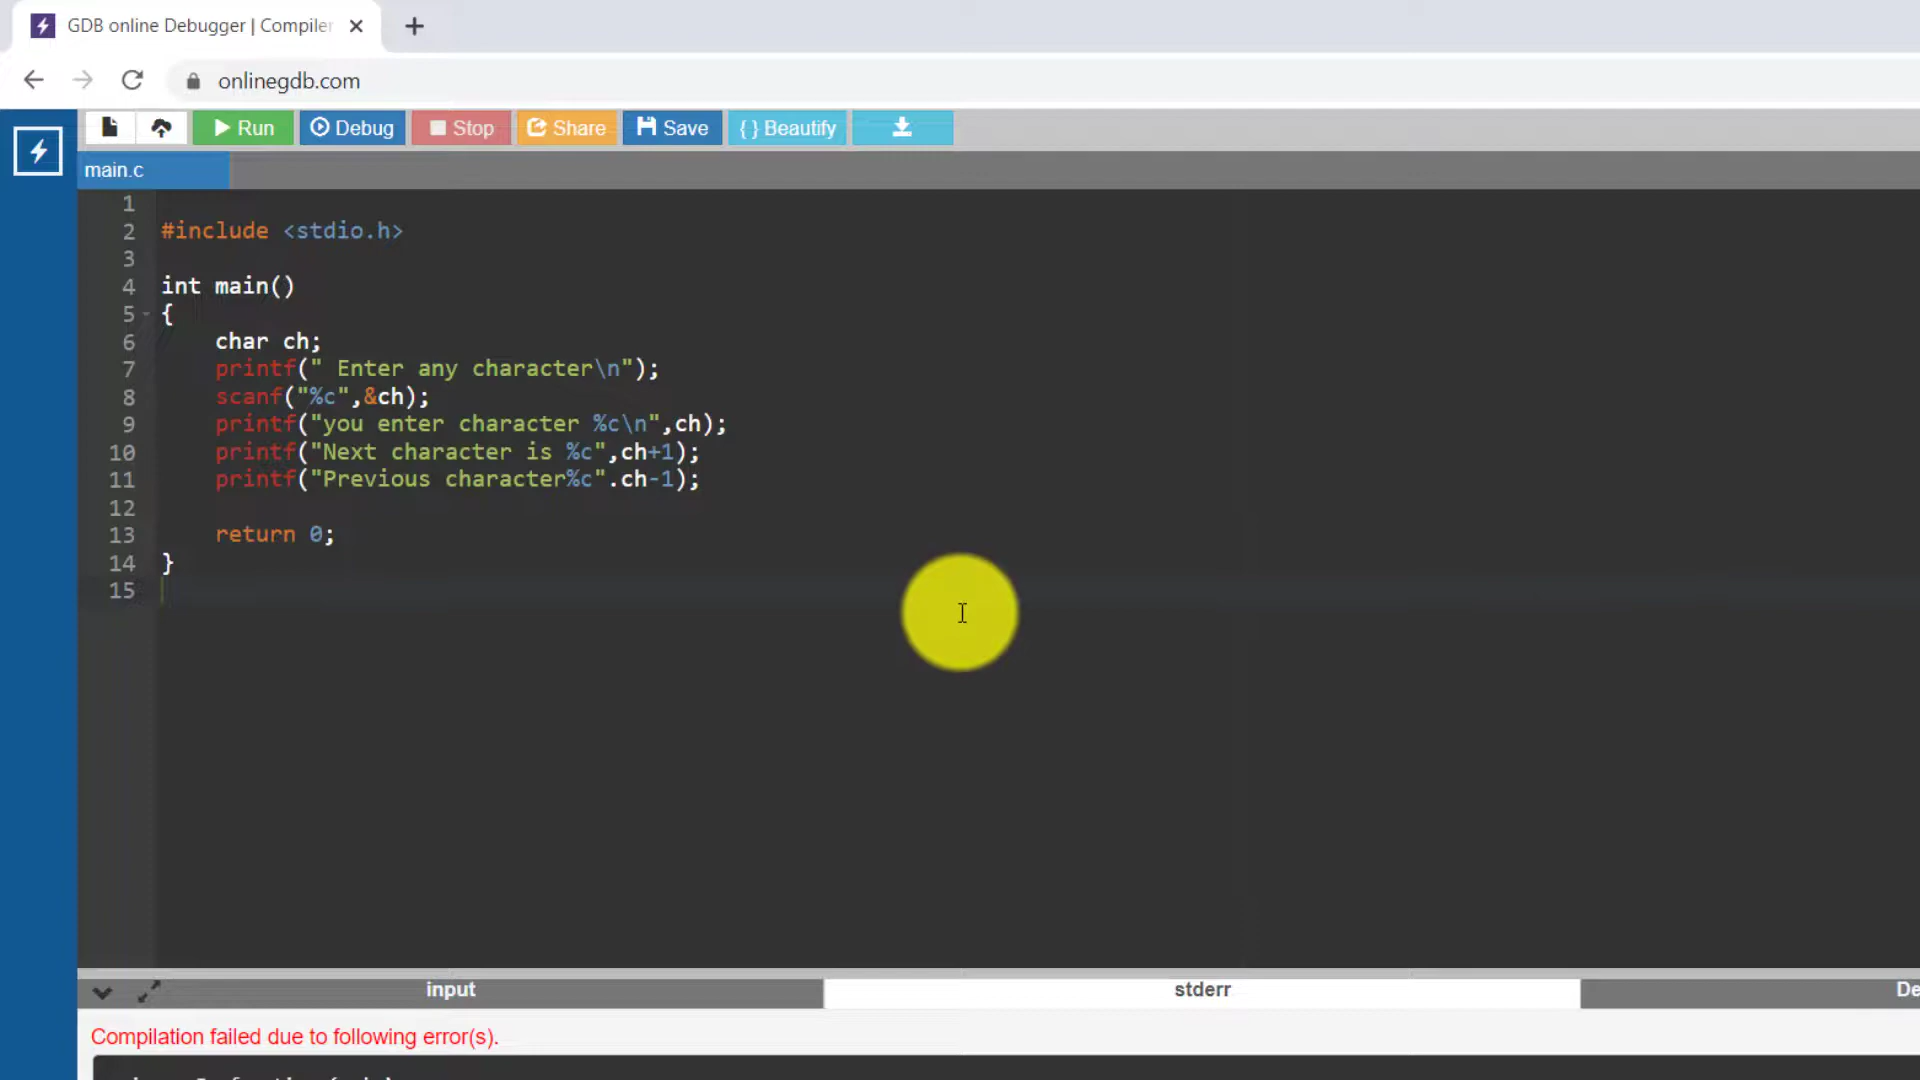 GDB online Debugger | Compiler
onlinegdb.com
Run Debug Stop Share Save { } Beautify
main.c
1
2 #include <stdio.h>
3
4 int main()
5 {
6 char ch;
7 printf(" Enter any character\n");
8 scanf("%c",&ch);
9 printf("you enter character %c\n",ch);
10 printf("Next character is %c",ch+1);
11 printf("Previous character%c".ch-1);
12
13 return 0;
14 }
15
input stderr De
Compilation failed due to following error(s).